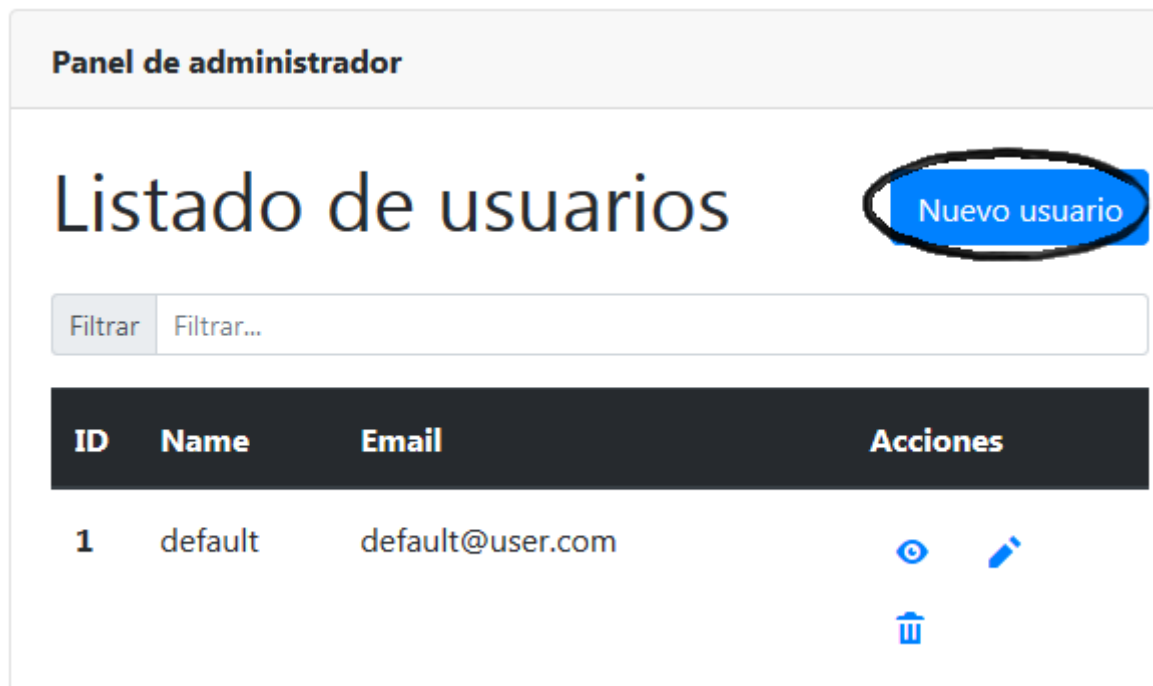 Panel de administrador
Listado de usuarios
Nuevo usuario
Filtrar Filtrar...
ID Name Email Acciones
1 default default@user.com